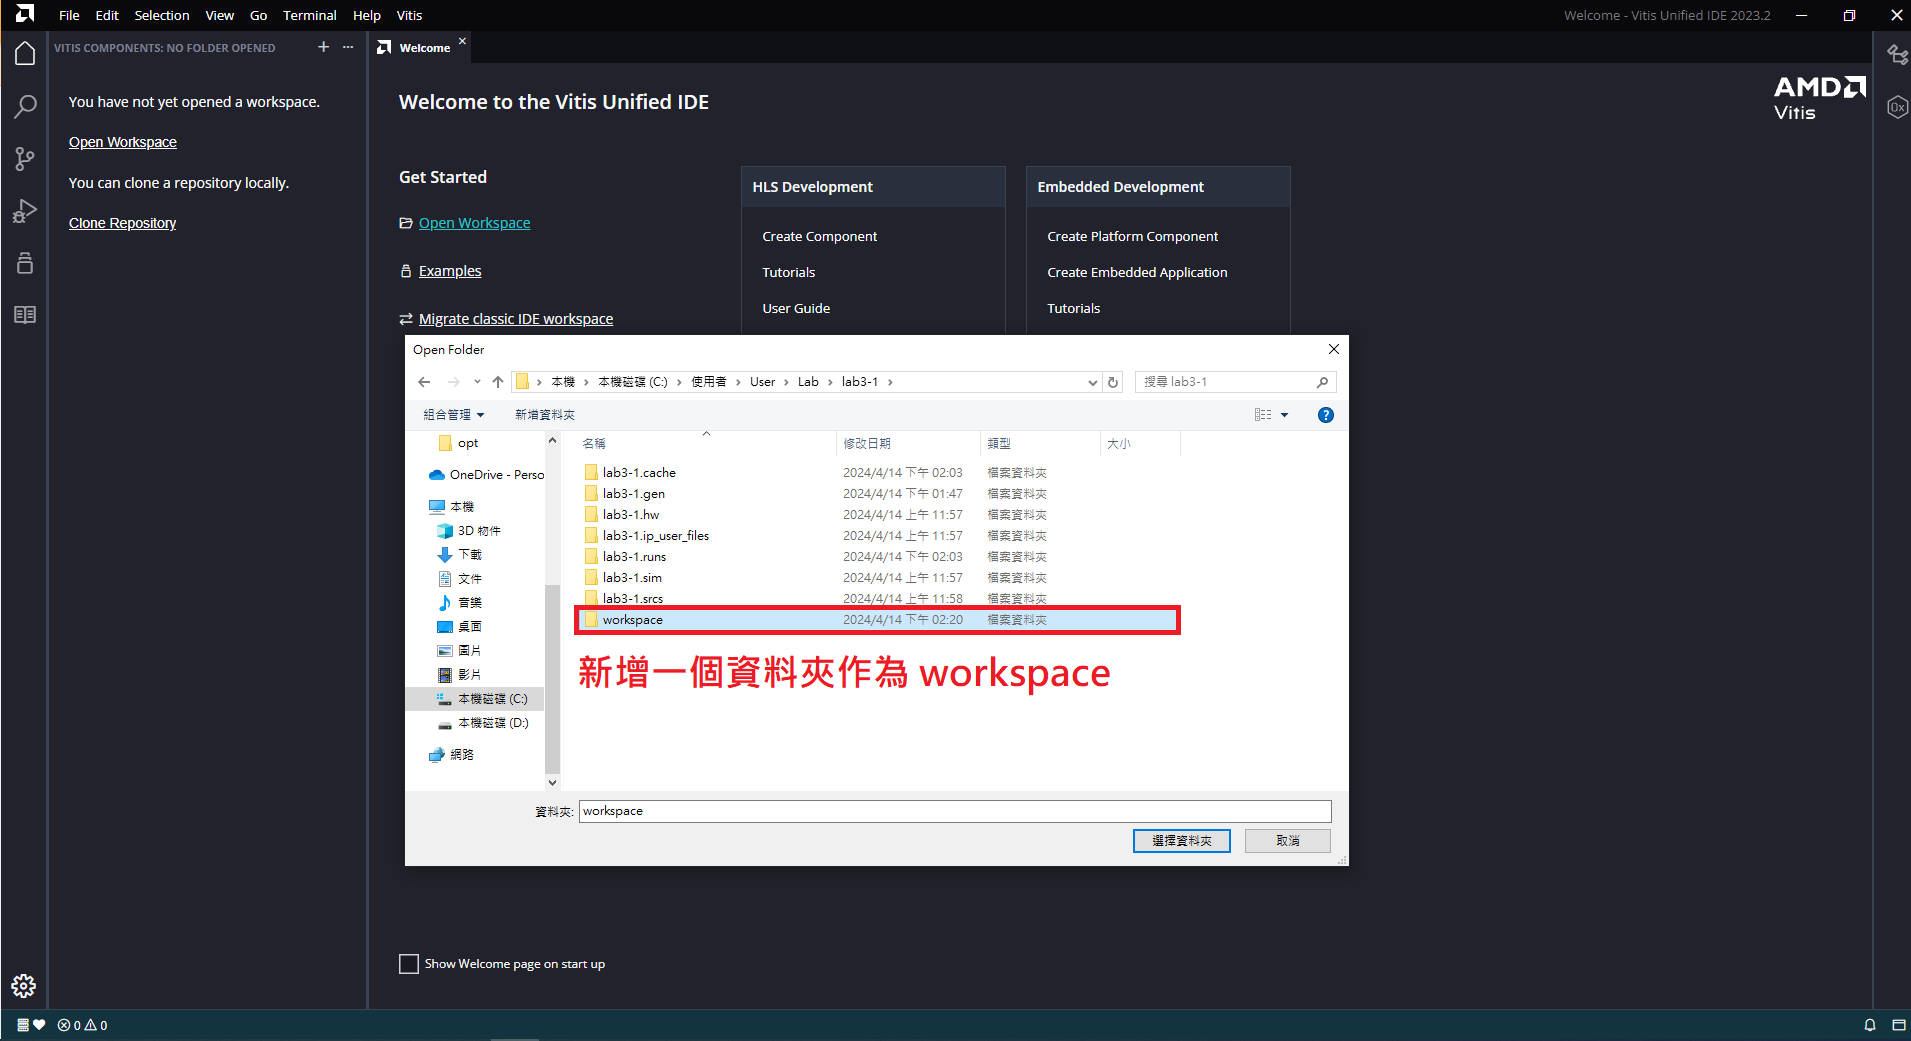 File Edit Selection View Go Terminal Help Vitis
Welcome - Vitis Unified IDE 2023.2
VITIS COMPONENTS: NO FOLDER OPENED
Welcome
You have not yet opened a workspace.
Open Workspace
You can clone a repository locally.
Clone Repository
Welcome to the Vitis Unified IDE
AMD
Vitis
0x
Get Started
Open Workspace
Examples
Migrate classic IDE workspace
HLS Development
Create Component
Tutorials
User Guide
Embedded Development
Create Platform Component
Create Embedded Application
Tutorials
Open Folder
本機 › 本機磁碟 (C:) › 使用者 › User › Lab › lab3-1 ›
搜尋 lab3-1
組合管理 新增資料夾
opt
OneDrive - Perso
本機
3D 物件
下載
文件
音樂
桌面
圖片
影片
本機磁碟 (C:)
本機磁碟 (D:)
網路
名稱 修改日期 類型 大小
lab3-1.cache 2024/4/14 下午 02:03 檔案資料夾
lab3-1.gen 2024/4/14 下午 01:47 檔案資料夾
lab3-1.hw 2024/4/14 上午 11:57 檔案資料夾
lab3-1.ip_user_files 2024/4/14 上午 11:57 檔案資料夾
lab3-1.runs 2024/4/14 下午 02:03 檔案資料夾
lab3-1.sim 2024/4/14 上午 11:57 檔案資料夾
lab3-1.srcs 2024/4/14 上午 11:58 檔案資料夾
workspace 2024/4/14 下午 02:20 檔案資料夾
新增一個資料夾作為 workspace
資料夾: workspace
選擇資料夾 取消
Show Welcome page on start up
0 0